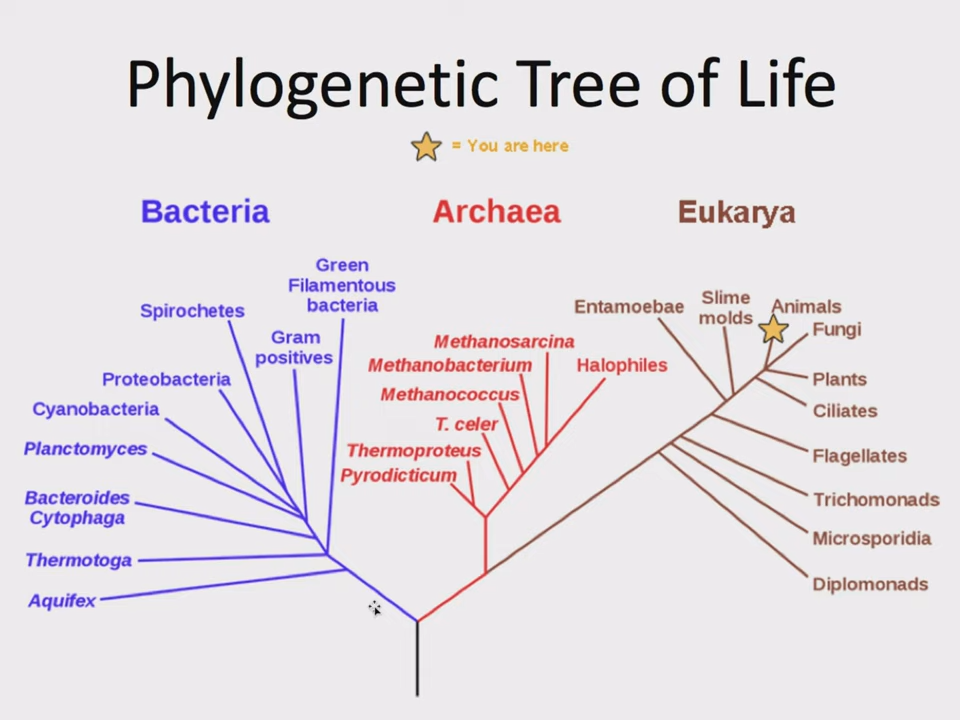 Phylogenetic Tree of Life
= You are here
Bacteria
Archaea
Eukarya
Green
Filamentous
bacteria
Spirochetes
Gram
positives
Proteobacteria
Cyanobacteria
Planctomyces
Bacteroides
Cytophaga
Thermotoga
Aquifex
Methanosarcina
Methanobacterium
Halophiles
Methanococcus
T. celer
Thermoproteus
Pyrodicticum
Entamoebae
Slime
molds
Animals
Fungi
Plants
Ciliates
Flagellates
Trichomonads
Microsporidia
Diplomonads